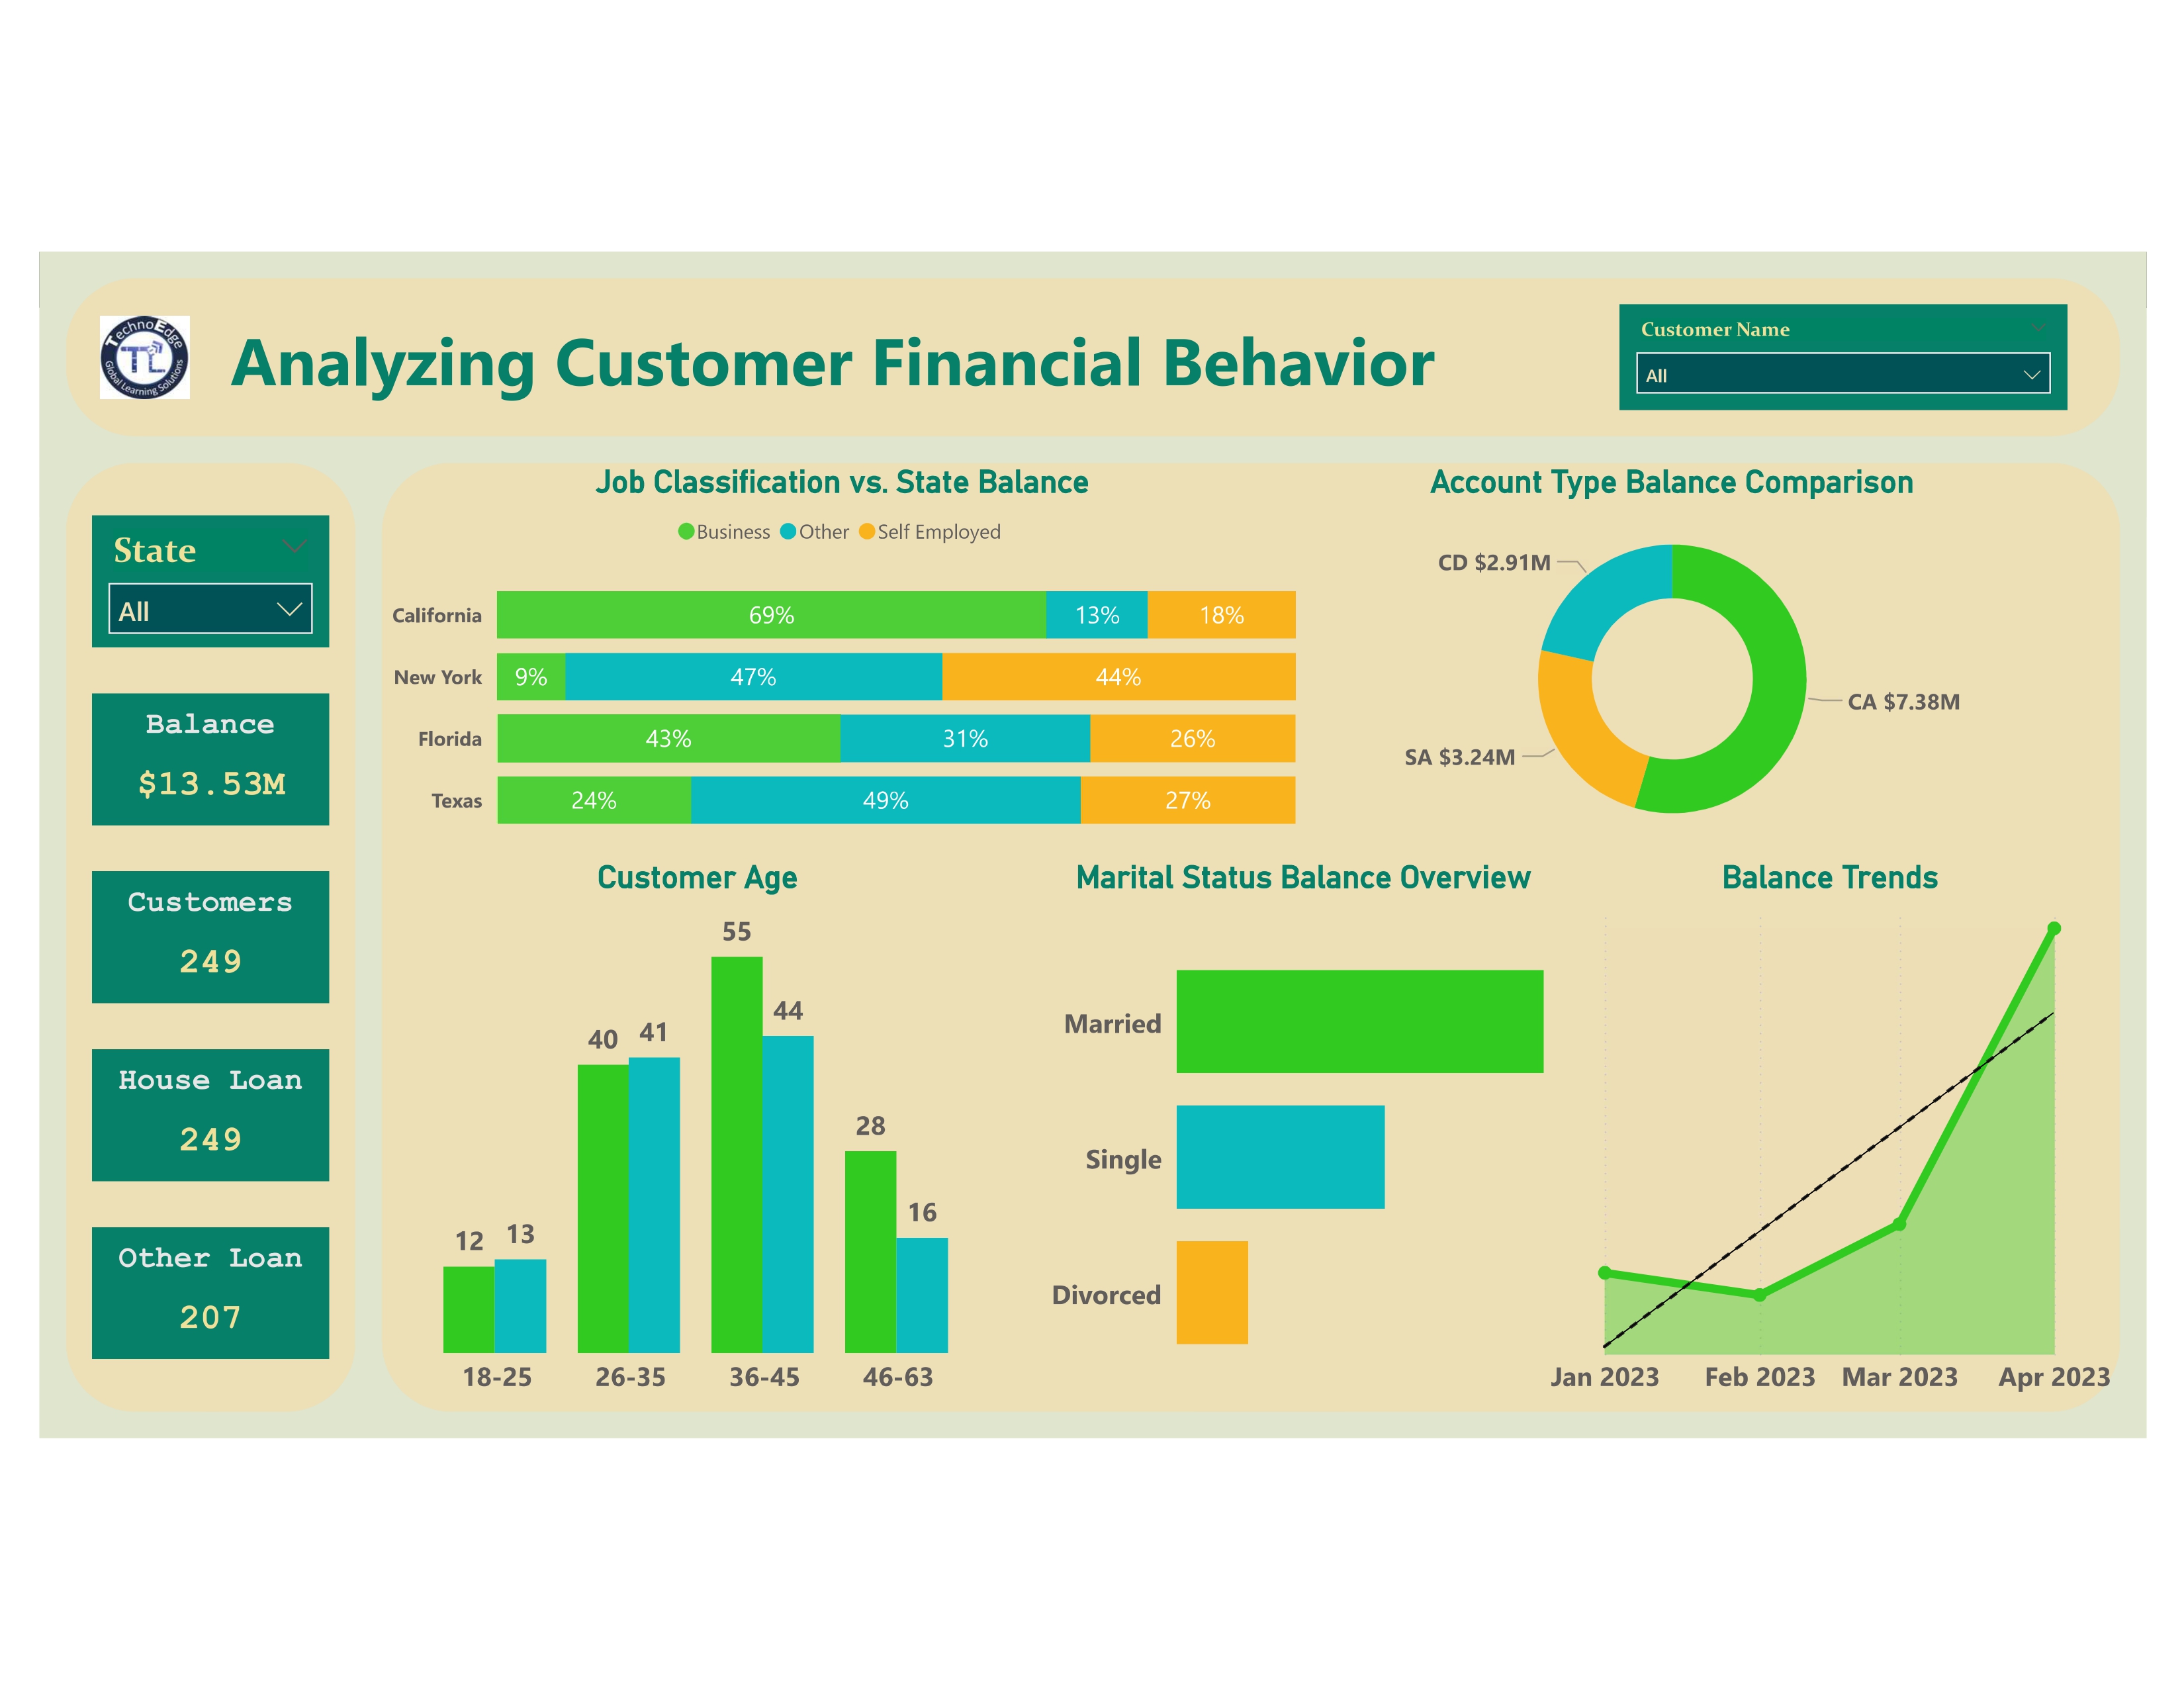 TechnoEdge
TL
Global Learning Solutions
Analyzing Customer Financial Behavior
Customer Name
All
State
All
Balance
$13.53M
Customers
249
House Loan
249
Other Loan
207
Job Classification vs. State Balance
Business Other Self Employed
California 69% 13% 18%
New York 9% 47% 44%
Florida 43% 31% 26%
Texas 24% 49% 27%
Account Type Balance Comparison
CD $2.91M
CA $7.38M
SA $3.24M
Customer Age
55
44
40 41
28
16
12 13
18-25 26-35 36-45 46-63
Marital Status Balance Overview
Married
Single
Divorced
Balance Trends
Jan 2023 Feb 2023 Mar 2023 Apr 2023